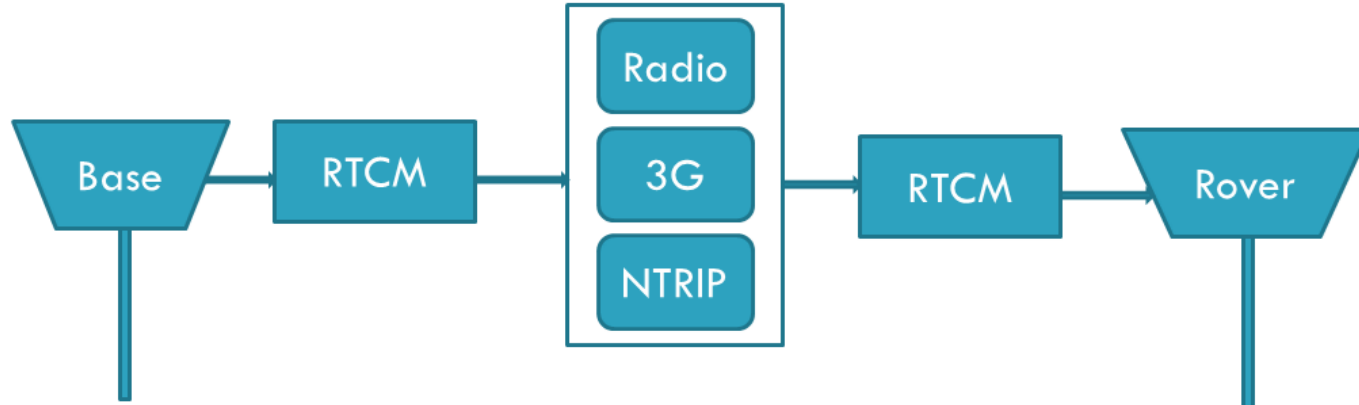 Base
RTCM
Radio
3G
NTRIP
RTCM
Rover